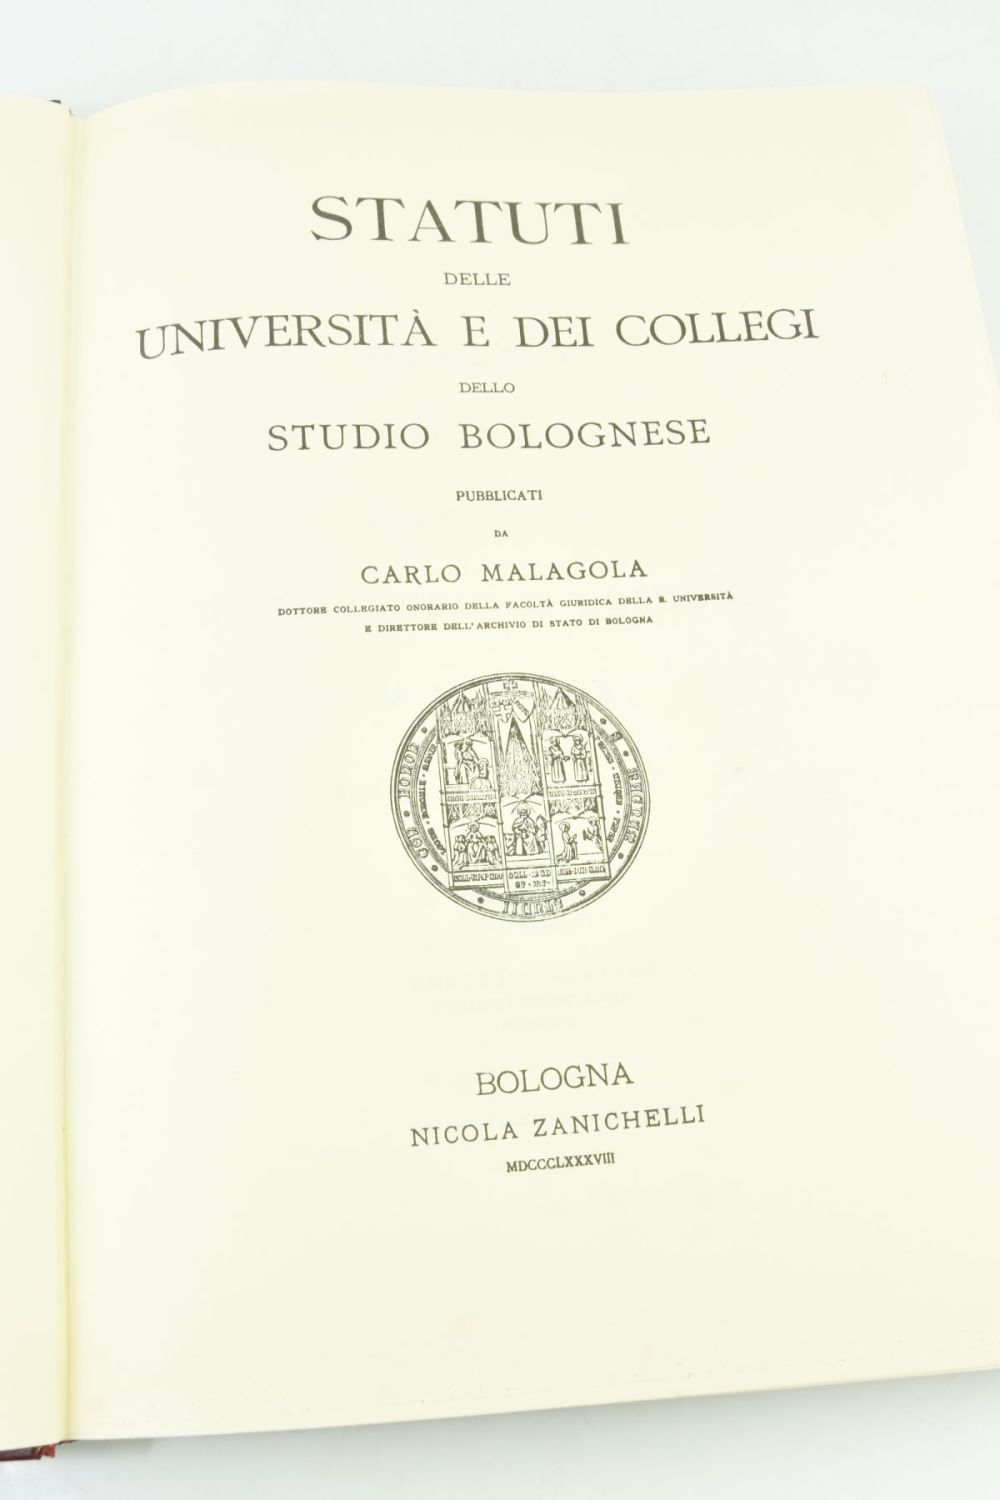 STATUTI
DELLE
UNIVERSITÀ E DEI COLLEGI
DELLO
STUDIO BOLOGNESE
PUBBLICATI
DA
CARLO MALAGOLA
DOTTORE COLLEGIATO ONORARIO DELLA FACOLTÀ GIURIDICA DELLA R. UNIVERSITÀ
E DIRETTORE DELL'ARCHIVIO DI STATO DI BOLOGNA
BOLOGNA
NICOLA ZANICHELLI
MDCCCLXXXVIII